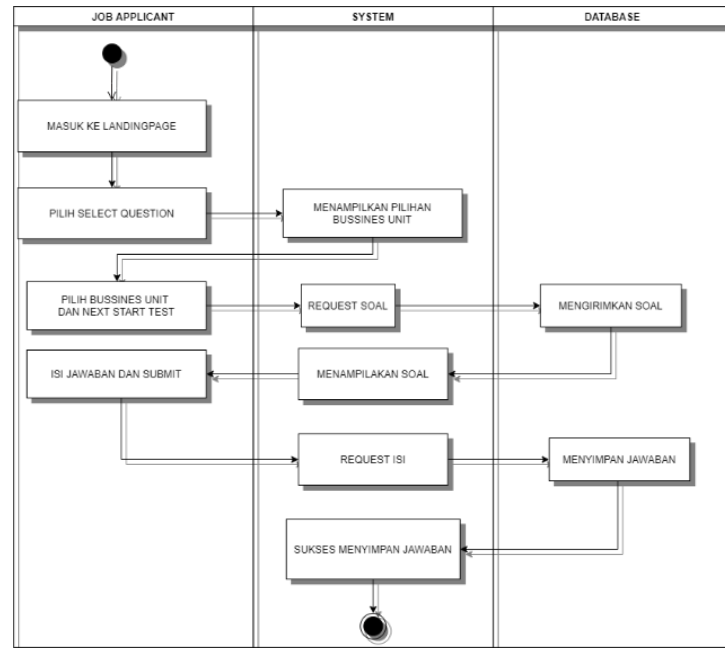 JOB APPLICANT
SYSTEM
DATABASE
MASUK KE LANDINGPAGE
PILIH SELECT QUESTION
MENAMPILKAN PILIHAN
BUSSINES UNIT
PILIH BUSSINES UNIT
DAN NEXT START TEST
REQUEST SOAL
MENGIRIMKAN SOAL
ISI JAWABAN DAN SUBMIT
MENAMPILAKAN SOAL
REQUEST ISI
MENYIMPAN JAWABAN
SUKSES MENYIMPAN JAWABAN